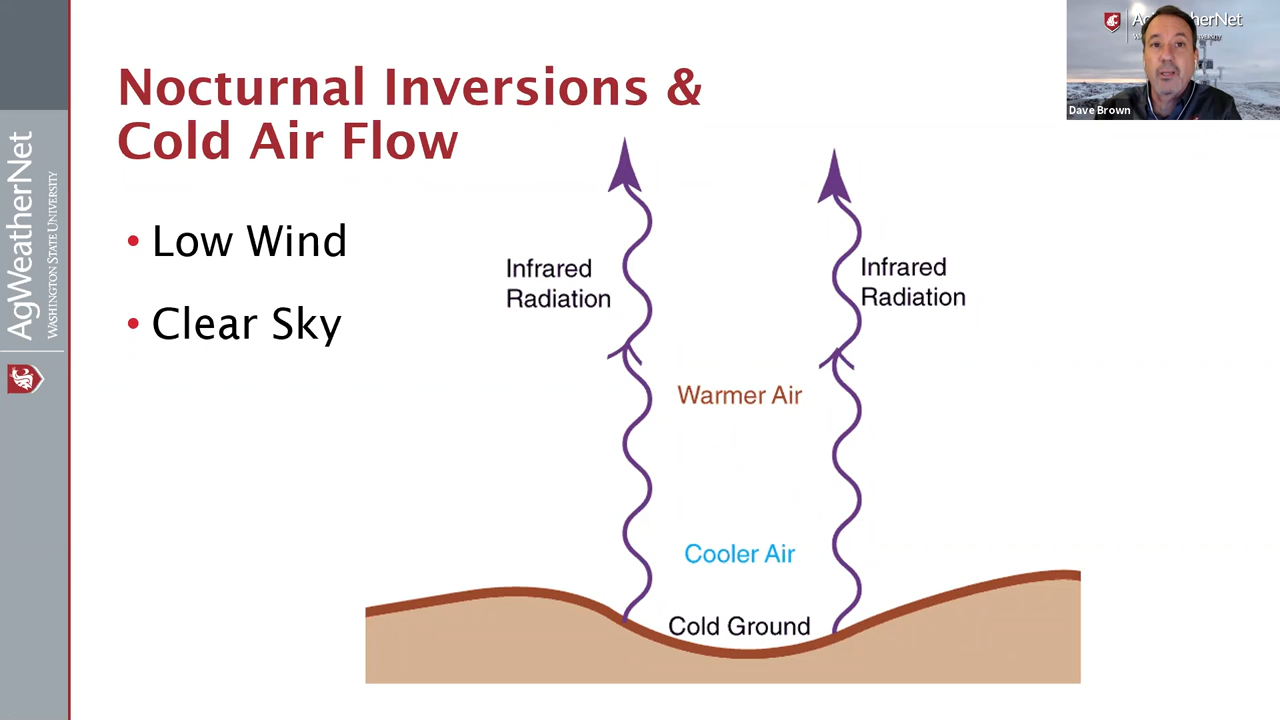 Nocturnal Inversions &
Cold Air Flow
• Low Wind
• Clear Sky
Infrared
Radiation
Infrared
Radiation
Warmer Air
Cooler Air
Cold Ground
AgWeatherNet
WASHINGTON STATE UNIVERSITY
Dave Brown